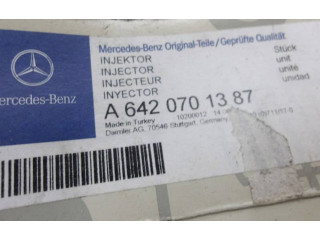 Mercedes-Benz Original-Teile/Geprüfte Qualität
INJEKTOR Stück
INJECTOR unit
INJECTEUR unité
INYECTOR unidad
A 642 070 13 87
Made in Turkey
Daimler AG, 70546 Stuttgart, Germany
Mercedes-Benz